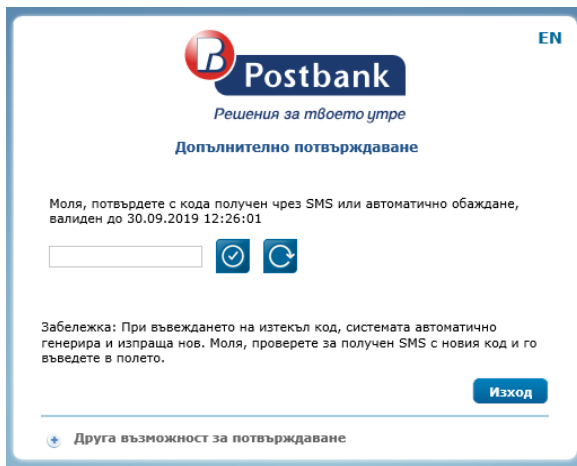 EN
Postbank
Решения за твоето утре
Допълнително потвърждаване
Моля, потвърдете с кода получен чрез SMS или автоматично обаждане,
валиден до 30.09.2019 12:26:01
Забележка: При въвеждането на изтекъл код, системата автоматично
генерира и изпраща нов. Моля, проверете за получен SMS с новия код и го
въведете в полето.
Изход
Друга възможност за потвърждаване